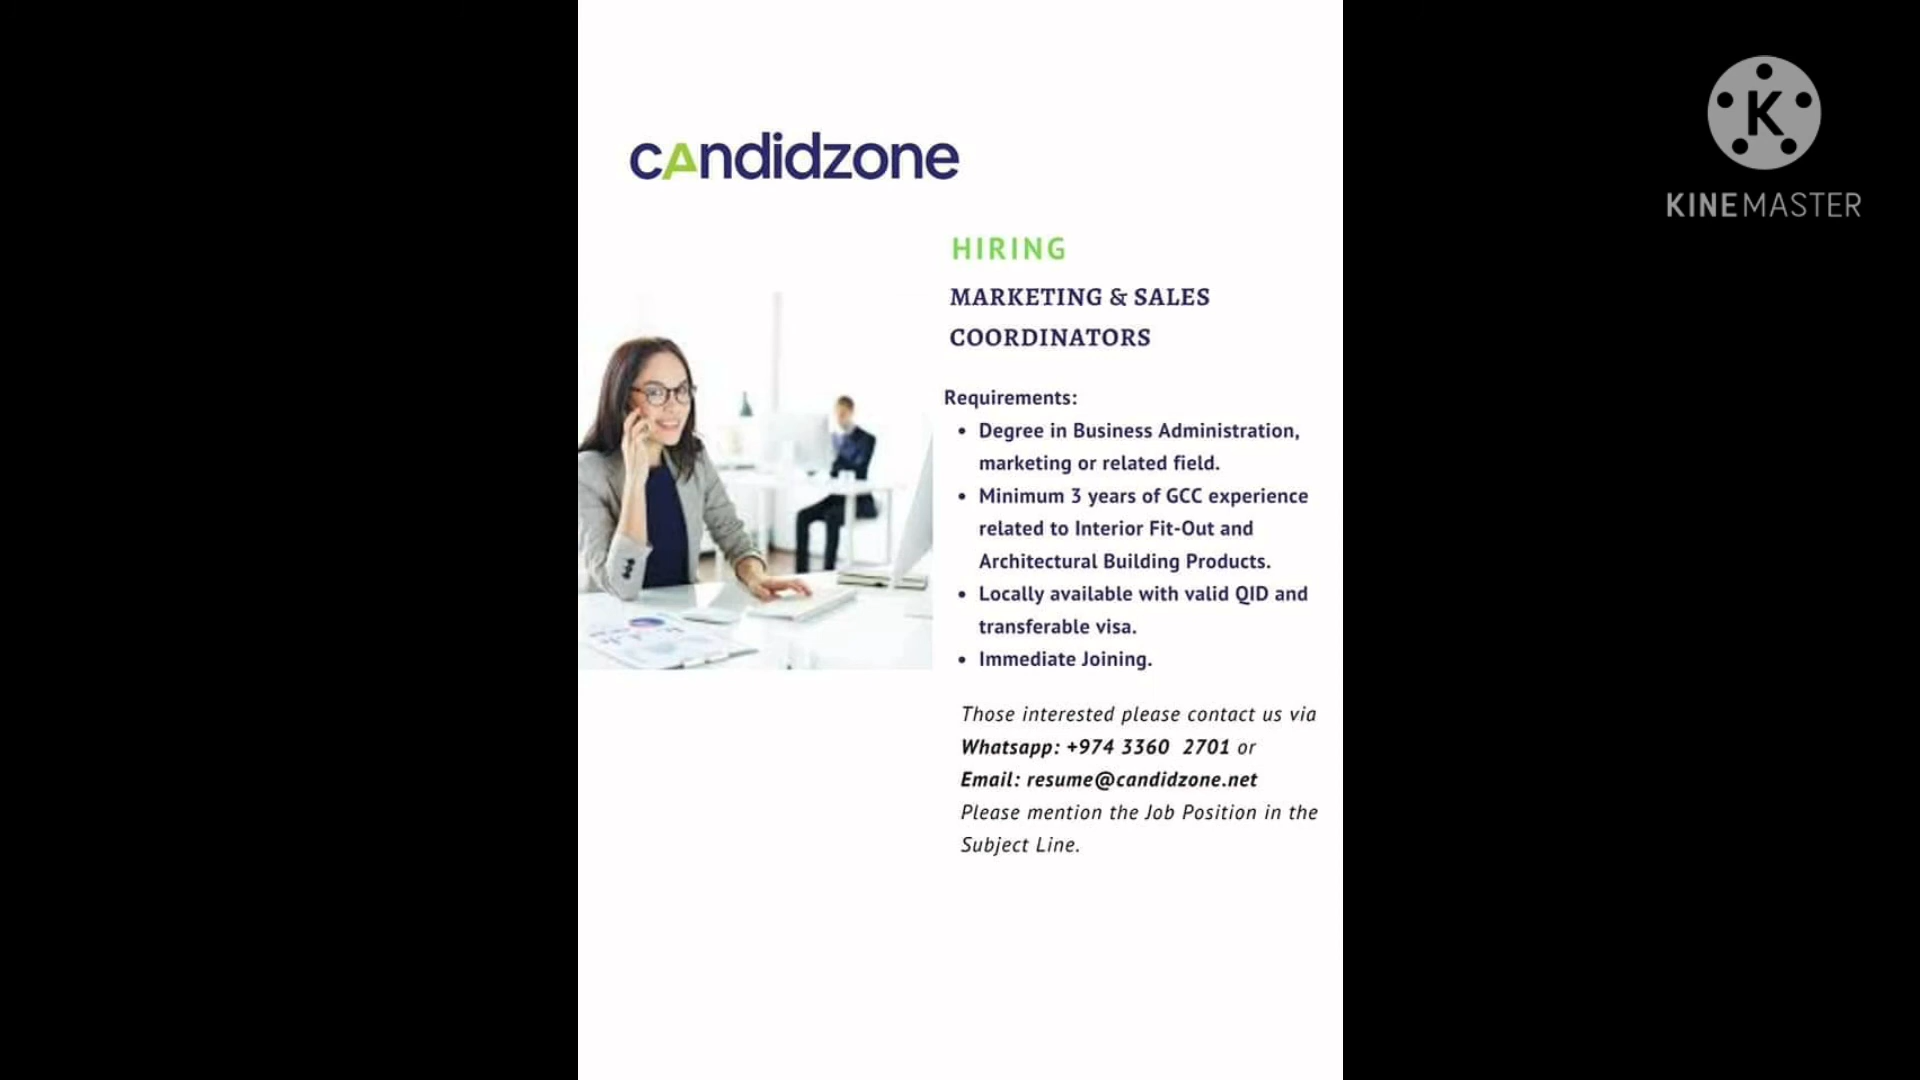 cAndidzone
KINEMASTER
HIRING
MARKETING & SALES
COORDINATORS
Requirements:
• Degree in Business Administration,
marketing or related field.
• Minimum 3 years of GCC experience
related to Interior Fit-Out and
Architectural Building Products.
• Locally available with valid QID and
transferable visa.
• Immediate Joining.
Those interested please contact us via
Whatsapp: +974 3360 2701 or
Email: resume@candidzone.net
Please mention the Job Position in the
Subject Line.